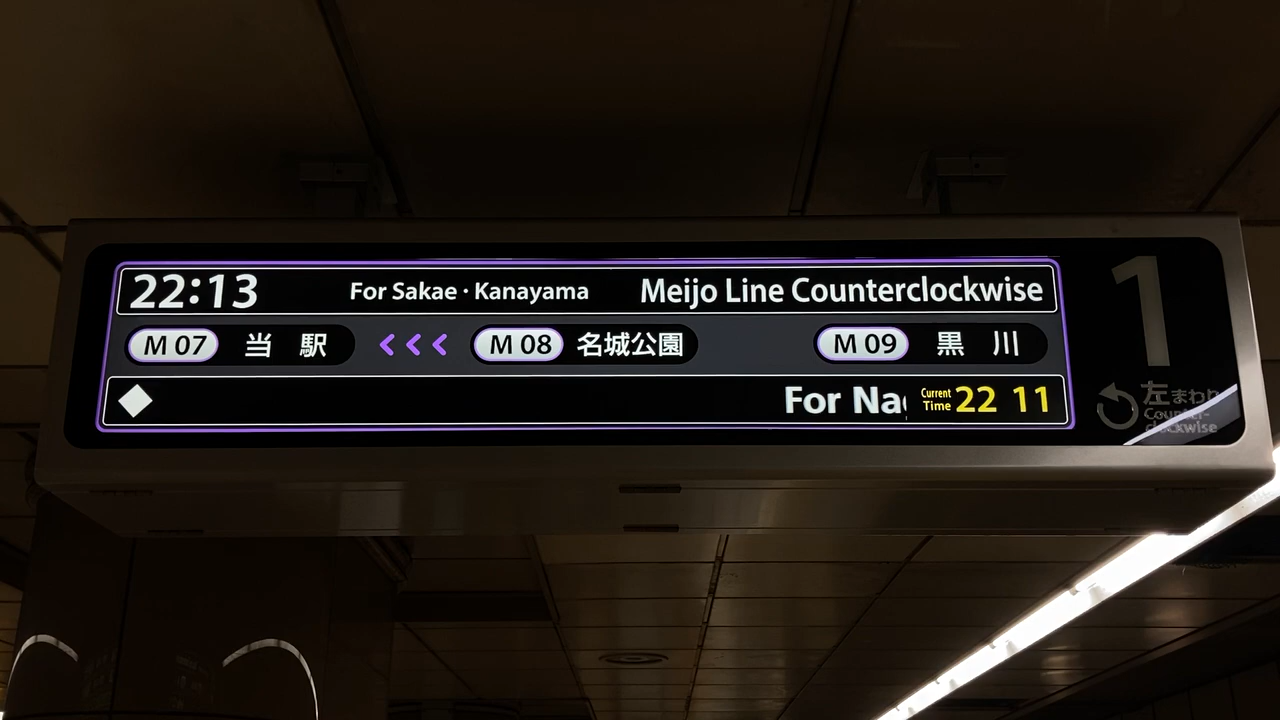 22:13 For Sakae・Kanayama Meijo Line Counterclockwise
M 07 当駅 M 08 名城公園 M 09 黒川
For Current Time 22 11
1
左まわり
Counter-
clockwise